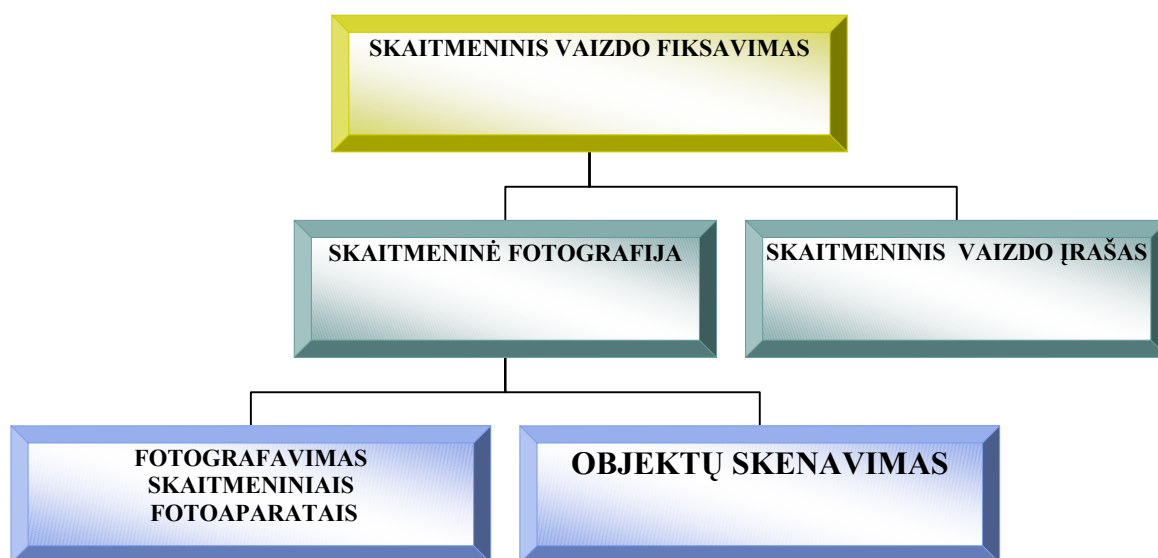 SKAITMENINIS VAIZDO FIKSAVIMAS
SKAITMENINĖ FOTOGRAFIJA
SKAITMENINIS VAIZDO ĮRAŠAS
FOTOGRAFAVIMAS
SKAITMENINIAIS
FOTOAPARATAIS
OBJEKTŲ SKENAVIMAS